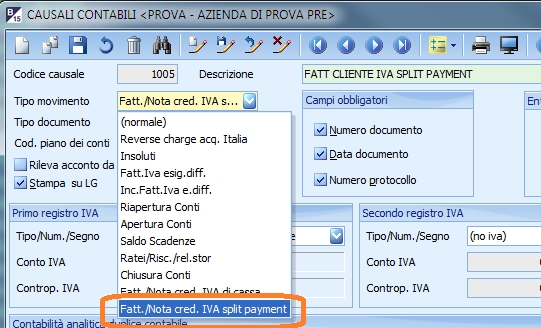 B 15 CAUSALI CONTABILI <PROVA - AZIENDA DI PROVA PRE>
Codice causale 1005 Descrizione FATT CLIENTE IVA SPLIT PAYMENT
Tipo movimento Fatt./Nota cred. IVA s...
Tipo documento
Cod. piano dei conti
Rileva acconto da
Stampa su LG
(normale)
Reverse charge acq. Italia
Insoluti
Fatt.Iva esig.diff.
Inc.Fatt.Iva e.diff.
Riapertura Conti
Apertura Conti
Saldo Scadenze
Ratei/Risc./rel.stor
Chiusura Conti
Fatt./Nota cred. IVA di cassa
Fatt./Nota cred. IVA split payment
Campi obbligatori
Numero documento
Data documento
Numero protocollo
Primo registro IVA
Tipo/Num./Segno
Conto IVA
Controp. IVA
Secondo registro IVA
Tipo/Num./Segno (no iva)
Conto IVA 0
Controp. IVA 0